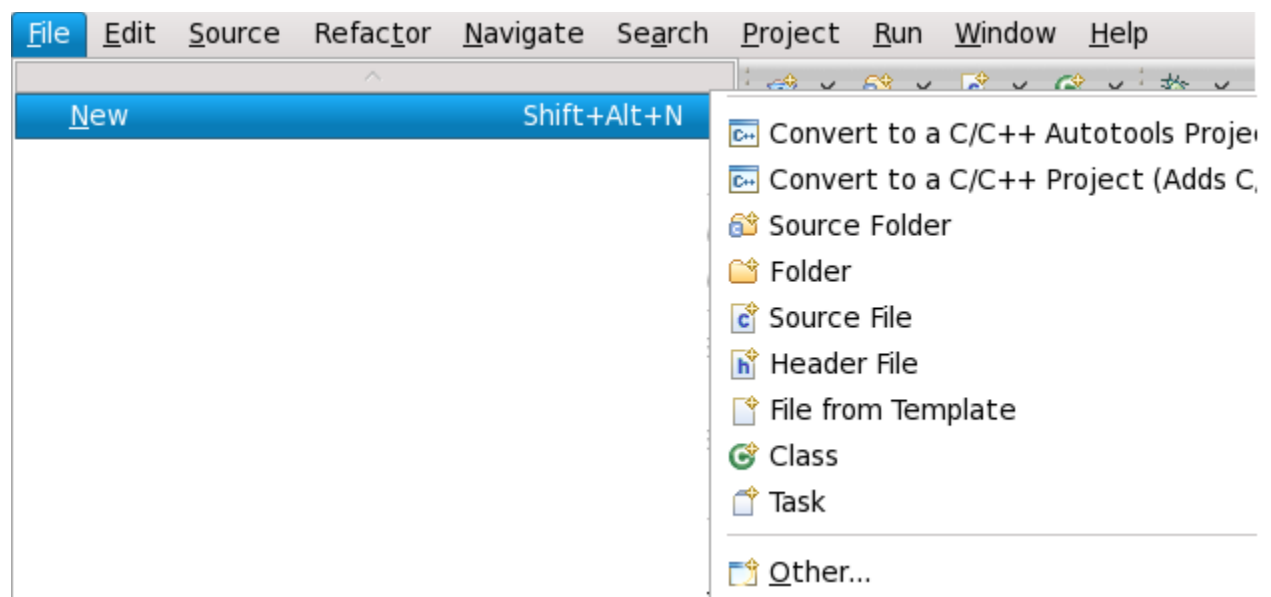 File Edit Source Refactor Navigate Search Project Run Window Help
New Shift+Alt+N
Convert to a C/C++ Autotools
Convert to a C/C++ Project (Adds
Source Folder
Folder
Source File
Header File
File from Template
Class
Task
Other...